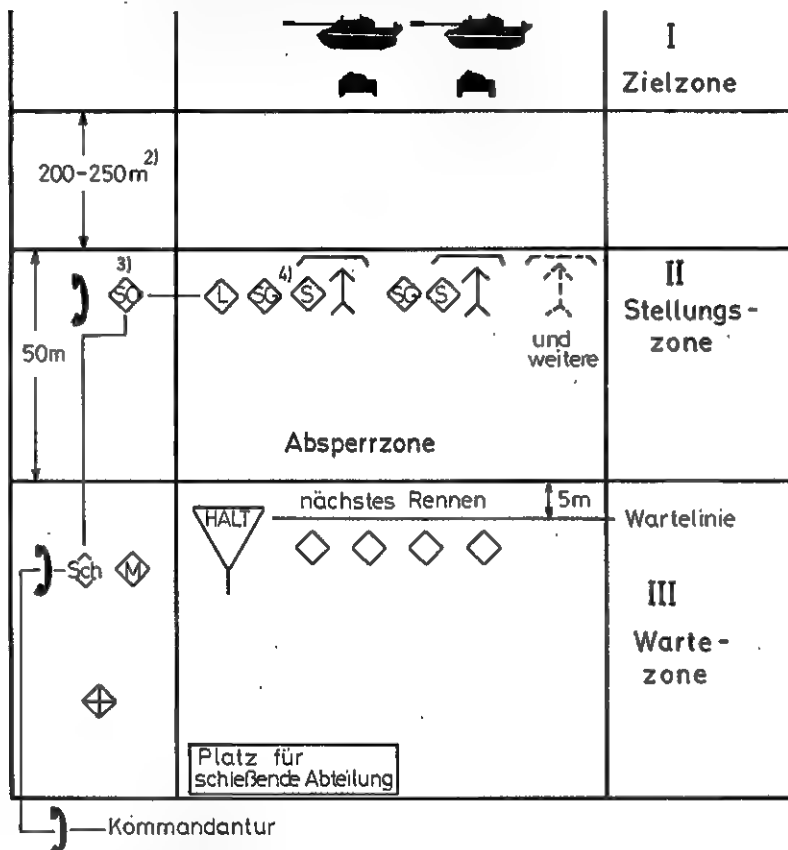 I
Zielzone
200-250m 2)
3)
SO
L
SG
4)
S
SG
S
II
Stellungs-
zone
und
weitere
50m
Absperrzone
nächstes Rennen
5m
HALT
Wartelinie
Sch
M
III
Warte-
zone
Platz für
schießende Abteilung
Kommandantur